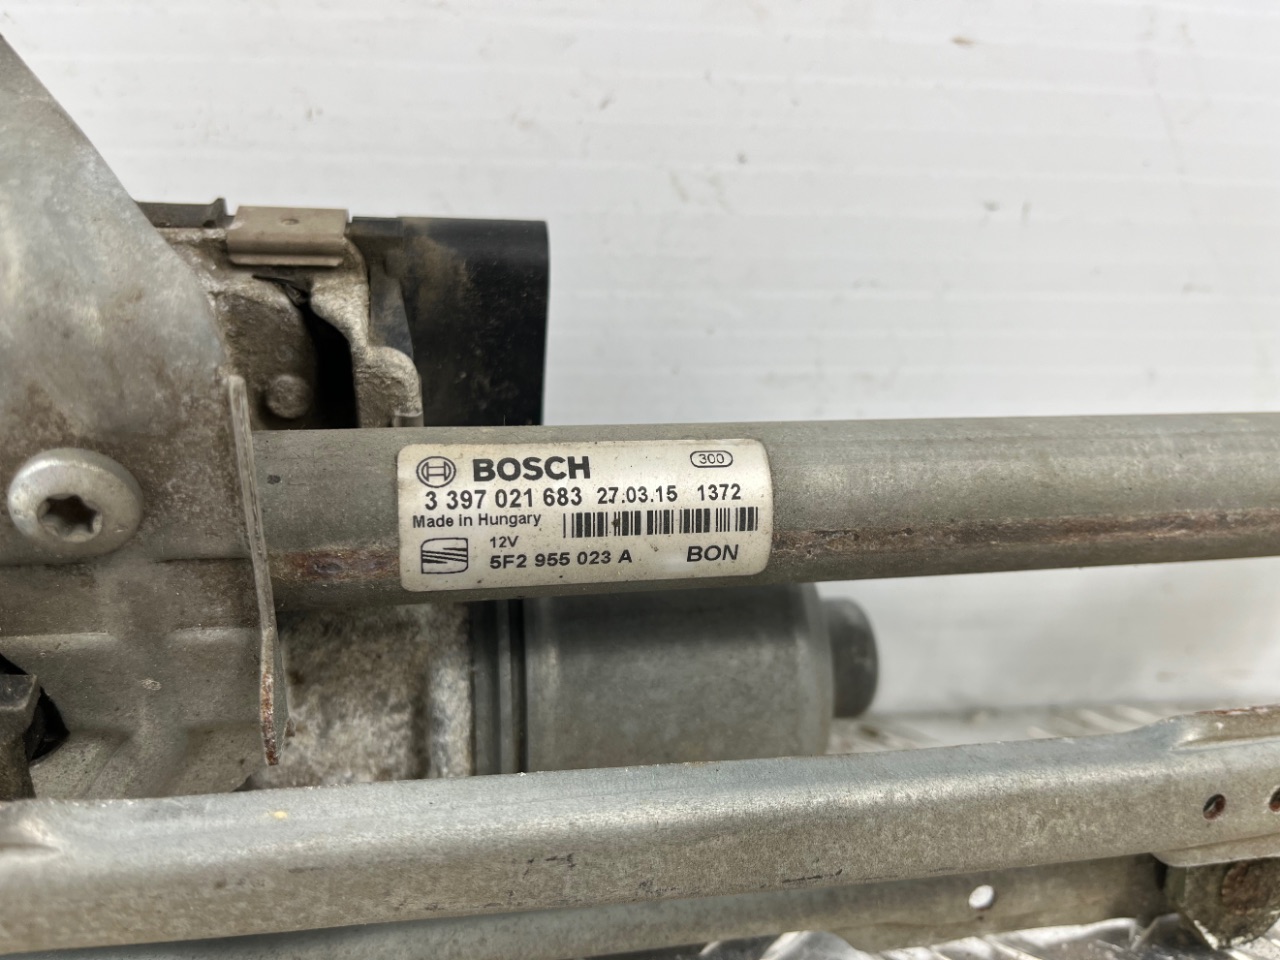 BOSCH 300
3 397 021 683 27.03.15 1372
Made in Hungary
12V
5F2 955 023 A BON